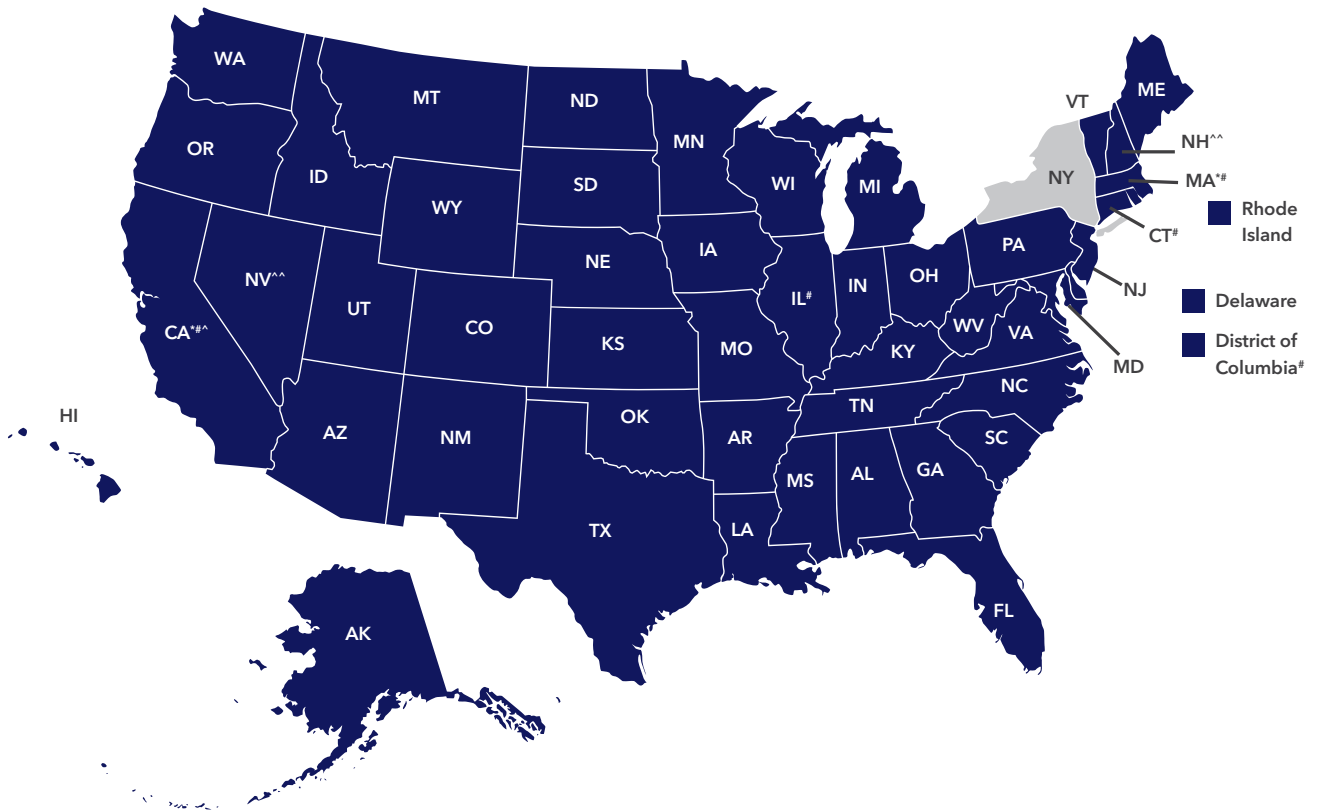 WA
MT
ND
MN
ME
VT
OR
ID
NH^^
WY
SD
WI
MI
NY
MA*#
Rhode
Island
CT#
PA
NE
IA
NV^^
UT
CO
IL#
IN
OH
NJ
Delaware
CA*#^
KS
MO
KY
WV
VA
District of
Columbia#
MD
HI
AZ
NM
OK
AR
TN
NC
SC
MS
AL
GA
TX
LA
FL
AK